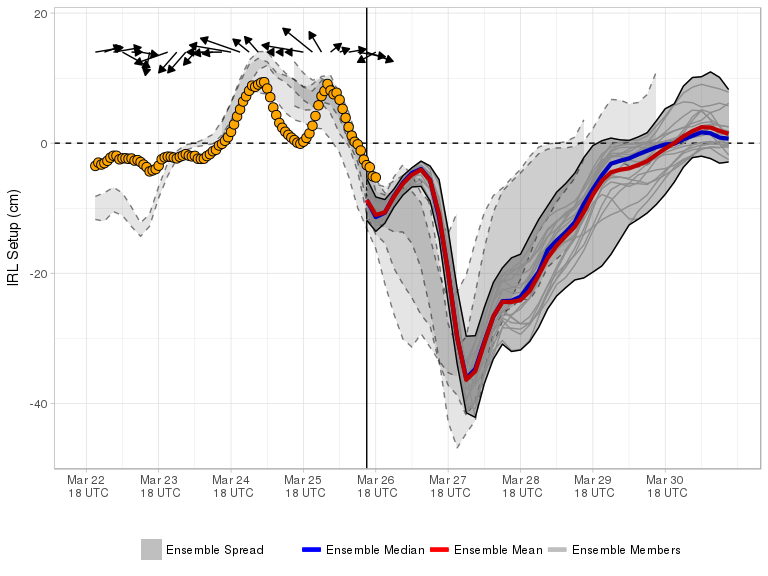 20
0
-20
-40
IRL Setup (cm)
Mar 22 Mar 23 Mar 24 Mar 25 Mar 26 Mar 27 Mar 28 Mar 29 Mar 30
18 UTC 18 UTC 18 UTC 18 UTC 18 UTC 18 UTC 18 UTC 18 UTC 18 UTC
Ensemble Spread Ensemble Median Ensemble Mean Ensemble Members